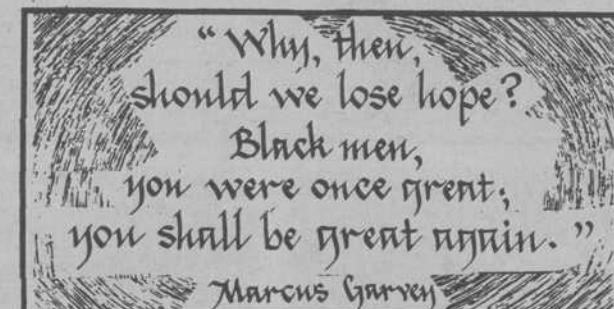 “Why, then,
should we lose hope?
Black men,
you were once great;
you shall be great again.”
Marcus Garvey